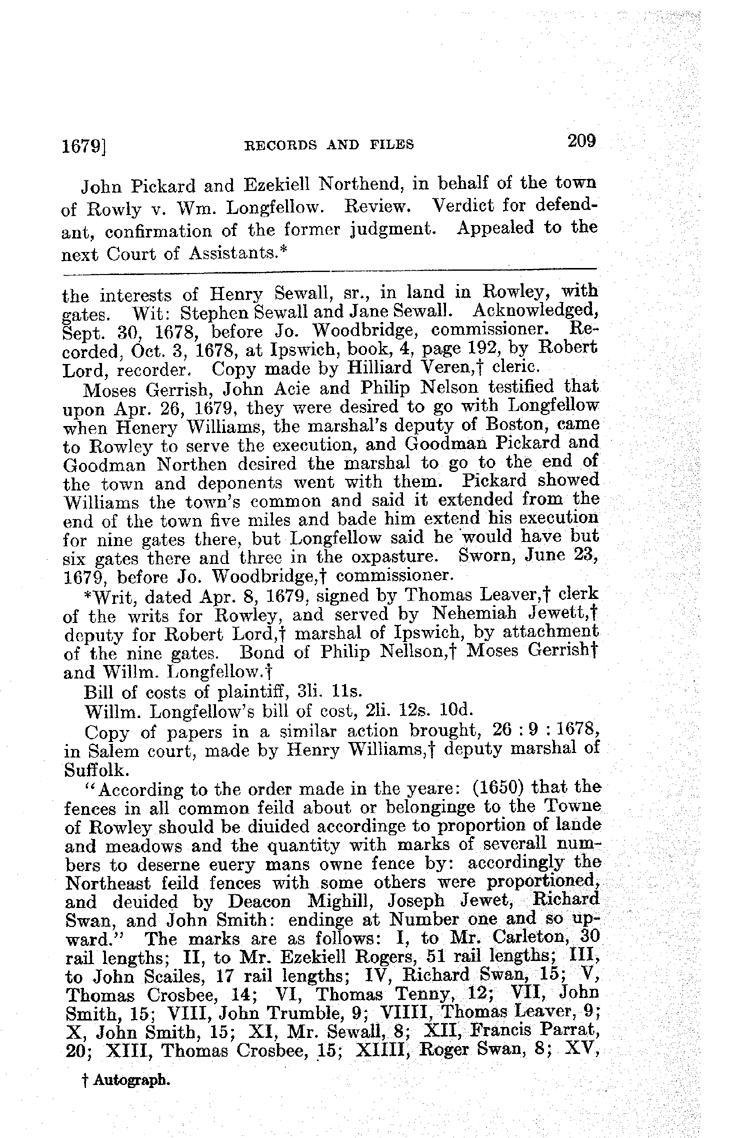 1679] RECORDS AND FILES 209
John Pickard and Ezekiell Northend, in behalf of the town
of Rowly v. Wm. Longfellow. Review. Verdict for defend-
ant, confirmation of the former judgment. Appealed to the
next Court of Assistants.*
the interests of Henry Sewall, sr., in land in Rowley, with
gates. Wit: Stephen Sewall and Jane Sewall. Acknowledged,
Sept. 30, 1678, before Jo. Woodbridge, commissioner. Re-
corded, Oct. 3, 1678, at Ipswich, book, 4, page 192, by Robert
Lord, recorder. Copy made by Hilliard Veren,† cleric.
Moses Gerrish, John Acie and Philip Nelson testified that
upon Apr. 26, 1679, they were desired to go with Longfellow
when Henery Williams, the marshal's deputy of Boston, came
to Rowley to serve the execution, and Goodman Pickard and
Goodman Northen desired the marshal to go to the end of
the town and deponents went with them. Pickard showed
Williams the town's common and said it extended from the
end of the town five miles and bade him extend his execution
for nine gates there, but Longfellow said he would have but
six gates there and three in the oxpasture. Sworn, June 23,
1679, before Jo. Woodbridge,† commissioner.
*Writ, dated Apr. 8, 1679, signed by Thomas Leaver,† clerk
of the writs for Rowley, and served by Nehemiah Jewett,†
deputy for Robert Lord,† marshal of Ipswich, by attachment
of the nine gates. Bond of Philip Nellson,† Moses Gerrish†
and Willm. Longfellow.†
Bill of costs of plaintiff, 3li. 11s.
Willm. Longfellow's bill of cost, 2li. 12s. 10d.
Copy of papers in a similar action brought, 26 : 9 : 1678,
in Salem court, made by Henry Williams,† deputy marshal of
Suffolk.
"According to the order made in the yeare: (1650) that the
fences in all common feild about or belonginge to the Towne
of Rowley should be diuided accordinge to proportion of lande
and meadows and the quantity with marks of severall num-
bers to deserne euery mans owne fence by: accordingly the
Northeast feild fences with some others were proportioned,
and deuided by Deacon Mighill, Joseph Jewet, Richard
Swan, and John Smith: endinge at Number one and so up-
ward." The marks are as follows: I, to Mr. Carleton, 30
rail lengths; II, to Mr. Ezekiell Rogers, 51 rail lengths; III,
to John Scailes, 17 rail lengths; IV, Richard Swan, 15; V,
Thomas Crosbee, 14; VI, Thomas Tenny, 12; VII, John
Smith, 15; VIII, John Trumble, 9; VIIII, Thomas Leaver, 9;
X, John Smith, 15; XI, Mr. Sewall, 8; XII, Francis Parrat,
20; XIII, Thomas Crosbee, 15; XIIII, Roger Swan, 8; XV,
† Autograph.